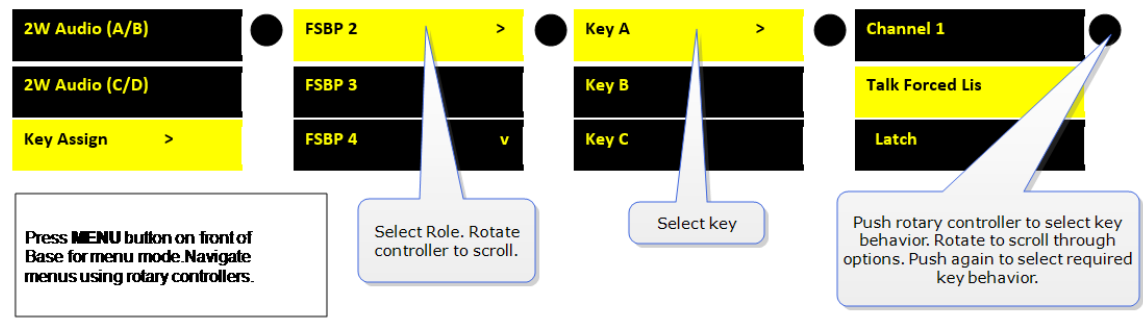 2W Audio (A/B)
2W Audio (C/D)
Key Assign >
FSBP 2 >
FSBP 3
FSBP 4 v
Key A >
Key B
Key C
Channel 1
Talk Forced Lis
Latch
Press MENU button on front of
Base for menu mode.Navigate
menus using rotary controllers.
Select Role. Rotate
controller to scroll.
Select key
Push rotary controller to select key
behavior. Rotate to scroll through
options. Push again to select required
key behavior.